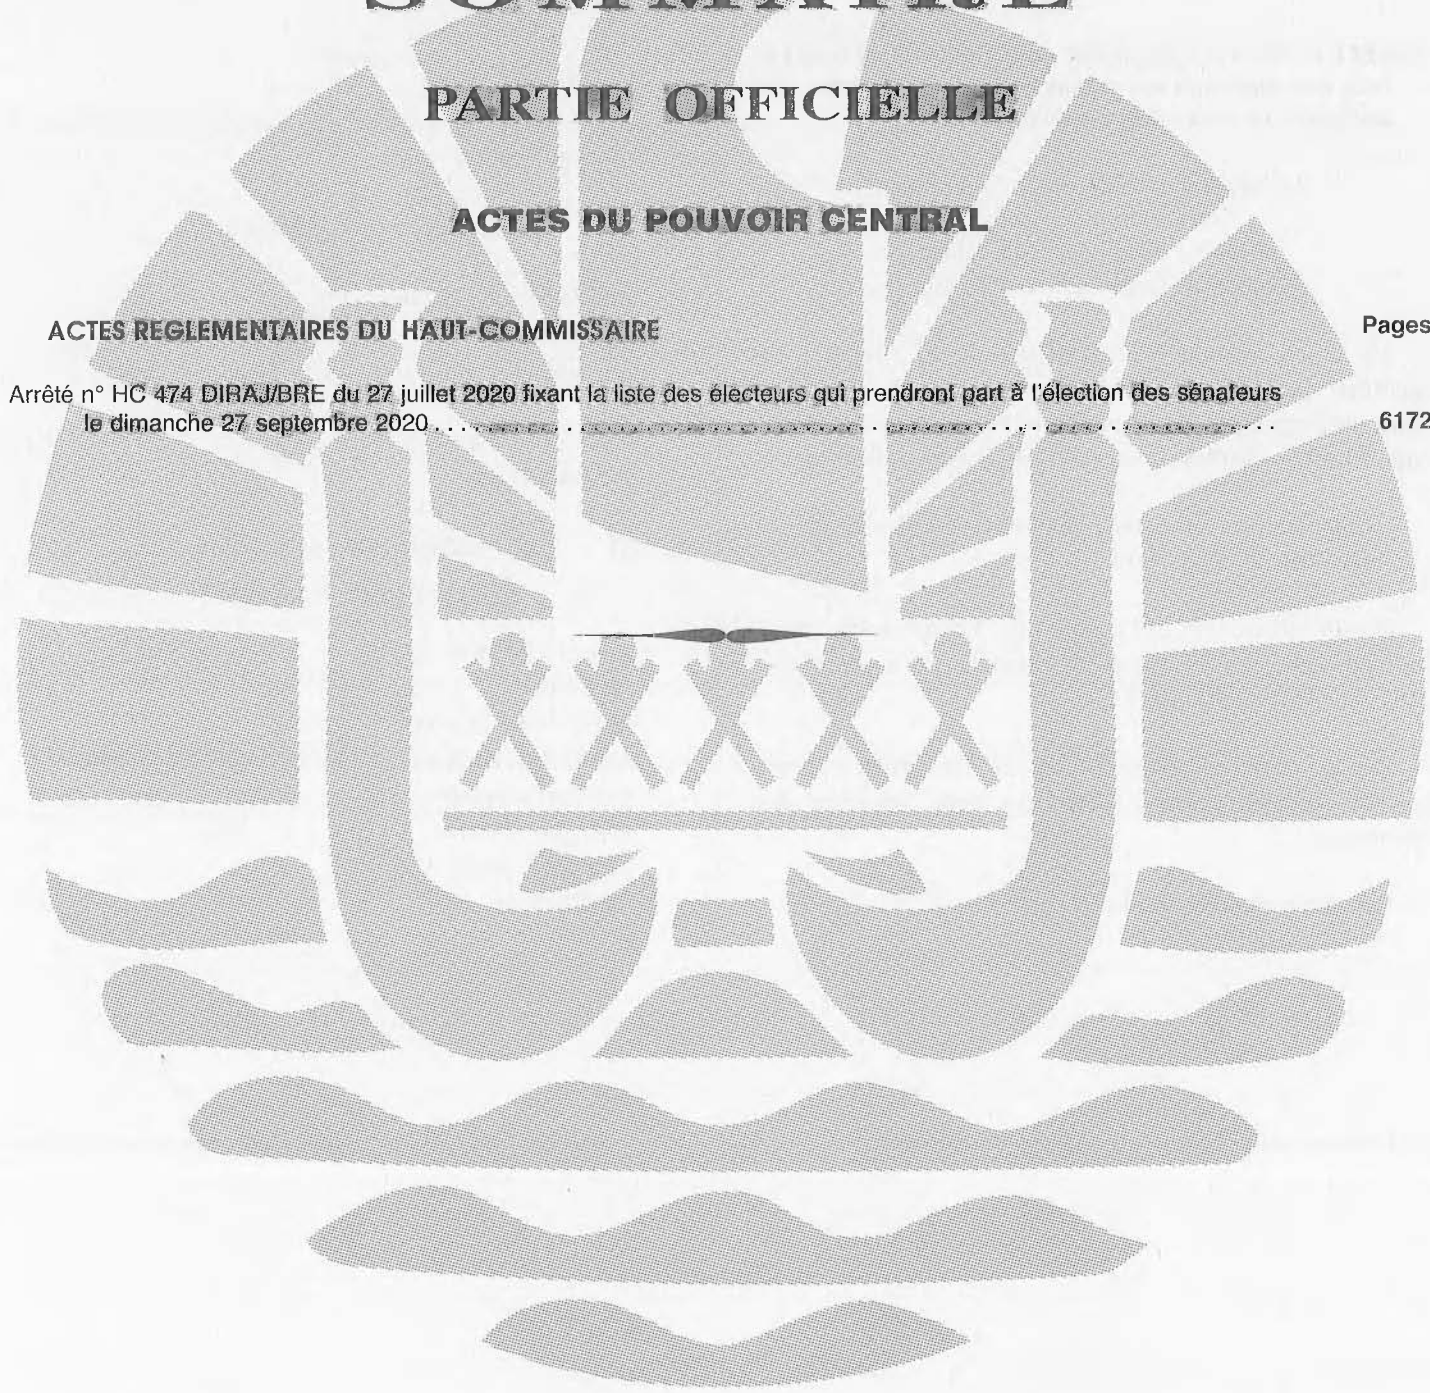 SOMMAIRE
PARTIE OFFICIELLE
ACTES DU POUVOIR CENTRAL
ACTES REGLEMENTAIRES DU HAUT-COMMISSAIRE Pages
Arrêté n° HC 474 DIRAJ/BRE du 27 juillet 2020 fixant la liste des électeurs qui prendront part à l'élection des sénateurs
le dimanche 27 septembre 2020 . . . . . . . . . . . . . . . . . . . . . . . . . . . . . . . . . . . . . . . . 6172